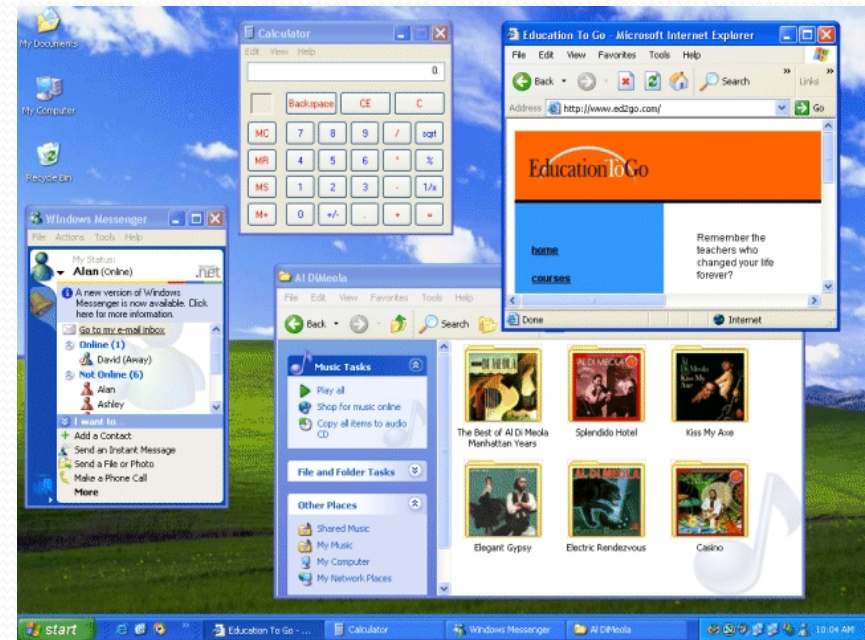 My Documents
My Computer
Recycle Bin
Calculator
Edit View Help
0.
Backspace CE C
MC 7 8 9 / sqrt
MR 4 5 6 * %
MS 1 2 3 - 1/x
M+ 0 +/- . + =
Education To Go - Microsoft Internet Explorer
File Edit View Favorites Tools Help
Back Search Links
Address http://www.ed2go.com/ Go
EducationToGo
home
courses
Remember the
teachers who
changed your life
forever?
Done Internet
Windows Messenger
File Actions Tools Help
My Status:
Alan (Online)
.net
A new version of Windows
Messenger is now available. Click
here for more information.
Go to my e-mail inbox
Online (1)
David (Away)
Not Online (6)
Alan
Ashley
I want to...
Add a Contact
Send an Instant Message
Send a File or Photo
Make a Phone Call
More
Al DiMeola
File Edit View Favorites Tools Help
Back Search
Music Tasks
Play all
Shop for music online
Copy all items to audio
CD
File and Folder Tasks
Other Places
Shared Music
My Music
My Computer
My Network Places
The Best of Al Di Meola
Manhattan Years
Splendido Hotel
Kiss My Axe
Elegant Gypsy
Electric Rendezvous
Casino
start Education To Go - ... Calculator Windows Messenger Al DiMeola 10:04 AM